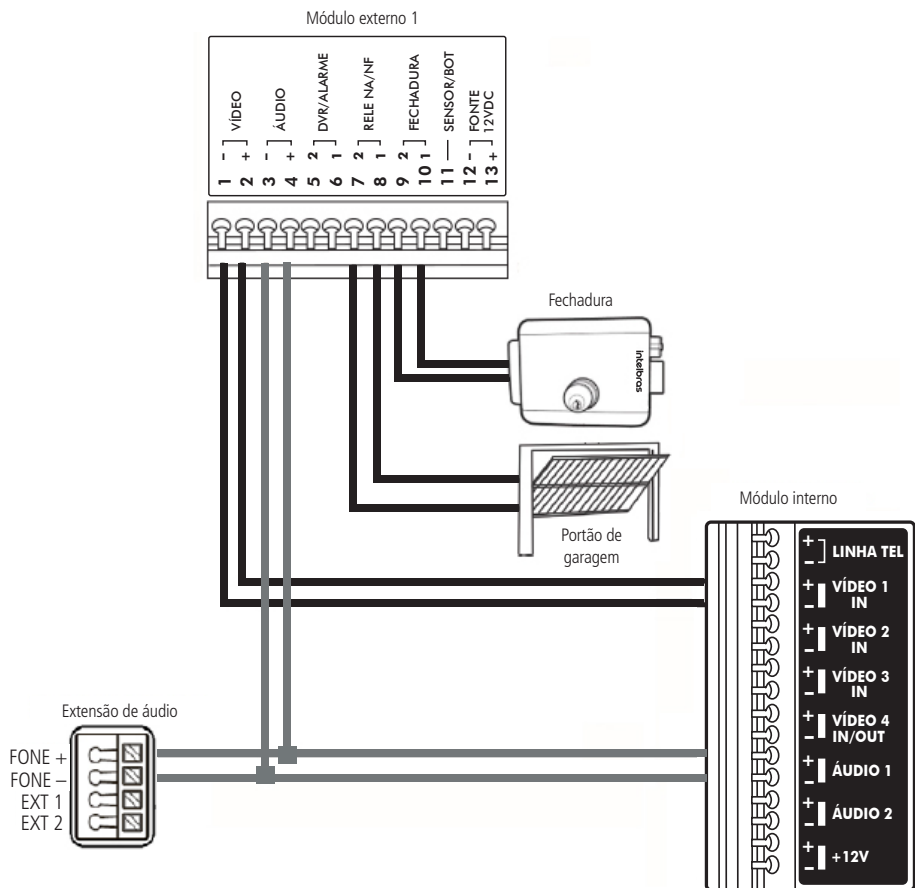 Módulo externo 1
1 - VÍDEO
2 +
3 - ÁUDIO
4 +
5 2 DVR/ALARME
6 1
7 2 RELE NA/NF
8 1
9 2 FECHADURA
10 1
11 SENSOR/BOT
12 - FONTE
13 + 12VDC
Fechadura
intelbras
Portão de
garagem
Módulo interno
+ LINHA TEL
-
+ VÍDEO 1
- IN
+ VÍDEO 2
- IN
+ VÍDEO 3
- IN
+ VÍDEO 4
- IN/OUT
+ ÁUDIO 1
-
+ ÁUDIO 2
-
+ +12V
-
Extensão de áudio
FONE +
FONE –
EXT 1
EXT 2